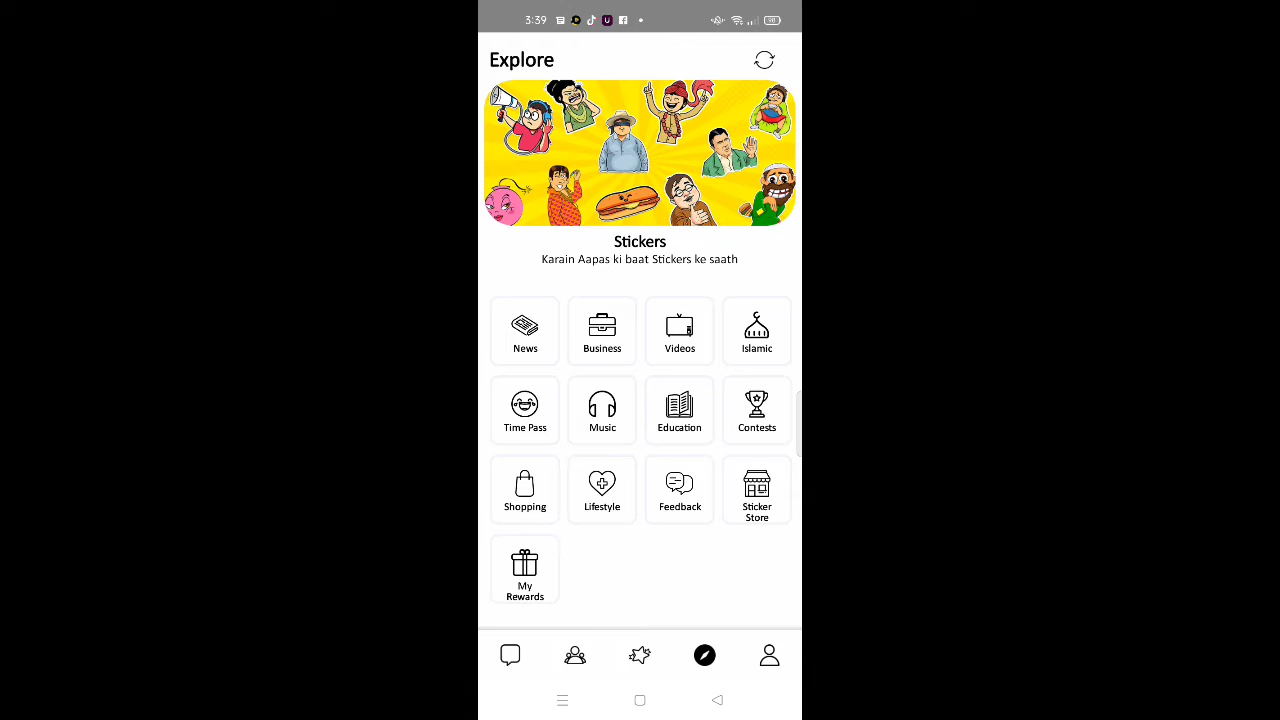 3:39
Explore
Stickers
Karain Aapas ki baat Stickers ke saath
News
Business
Videos
Islamic
Time Pass
Music
Education
Contests
Shopping
Lifestyle
Feedback
Sticker
Store
My
Rewards